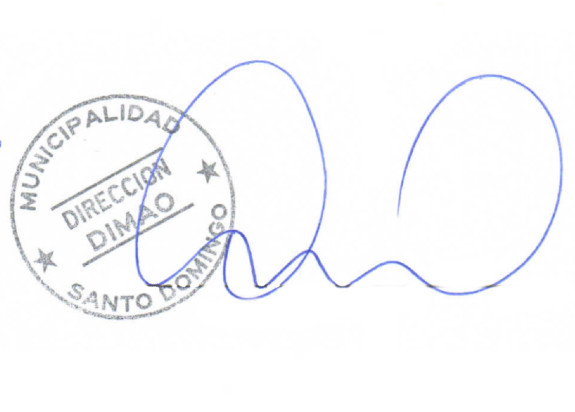 MUNICIPALIDAD
DIRECCION
DIMAO
SANTO DOMINGO